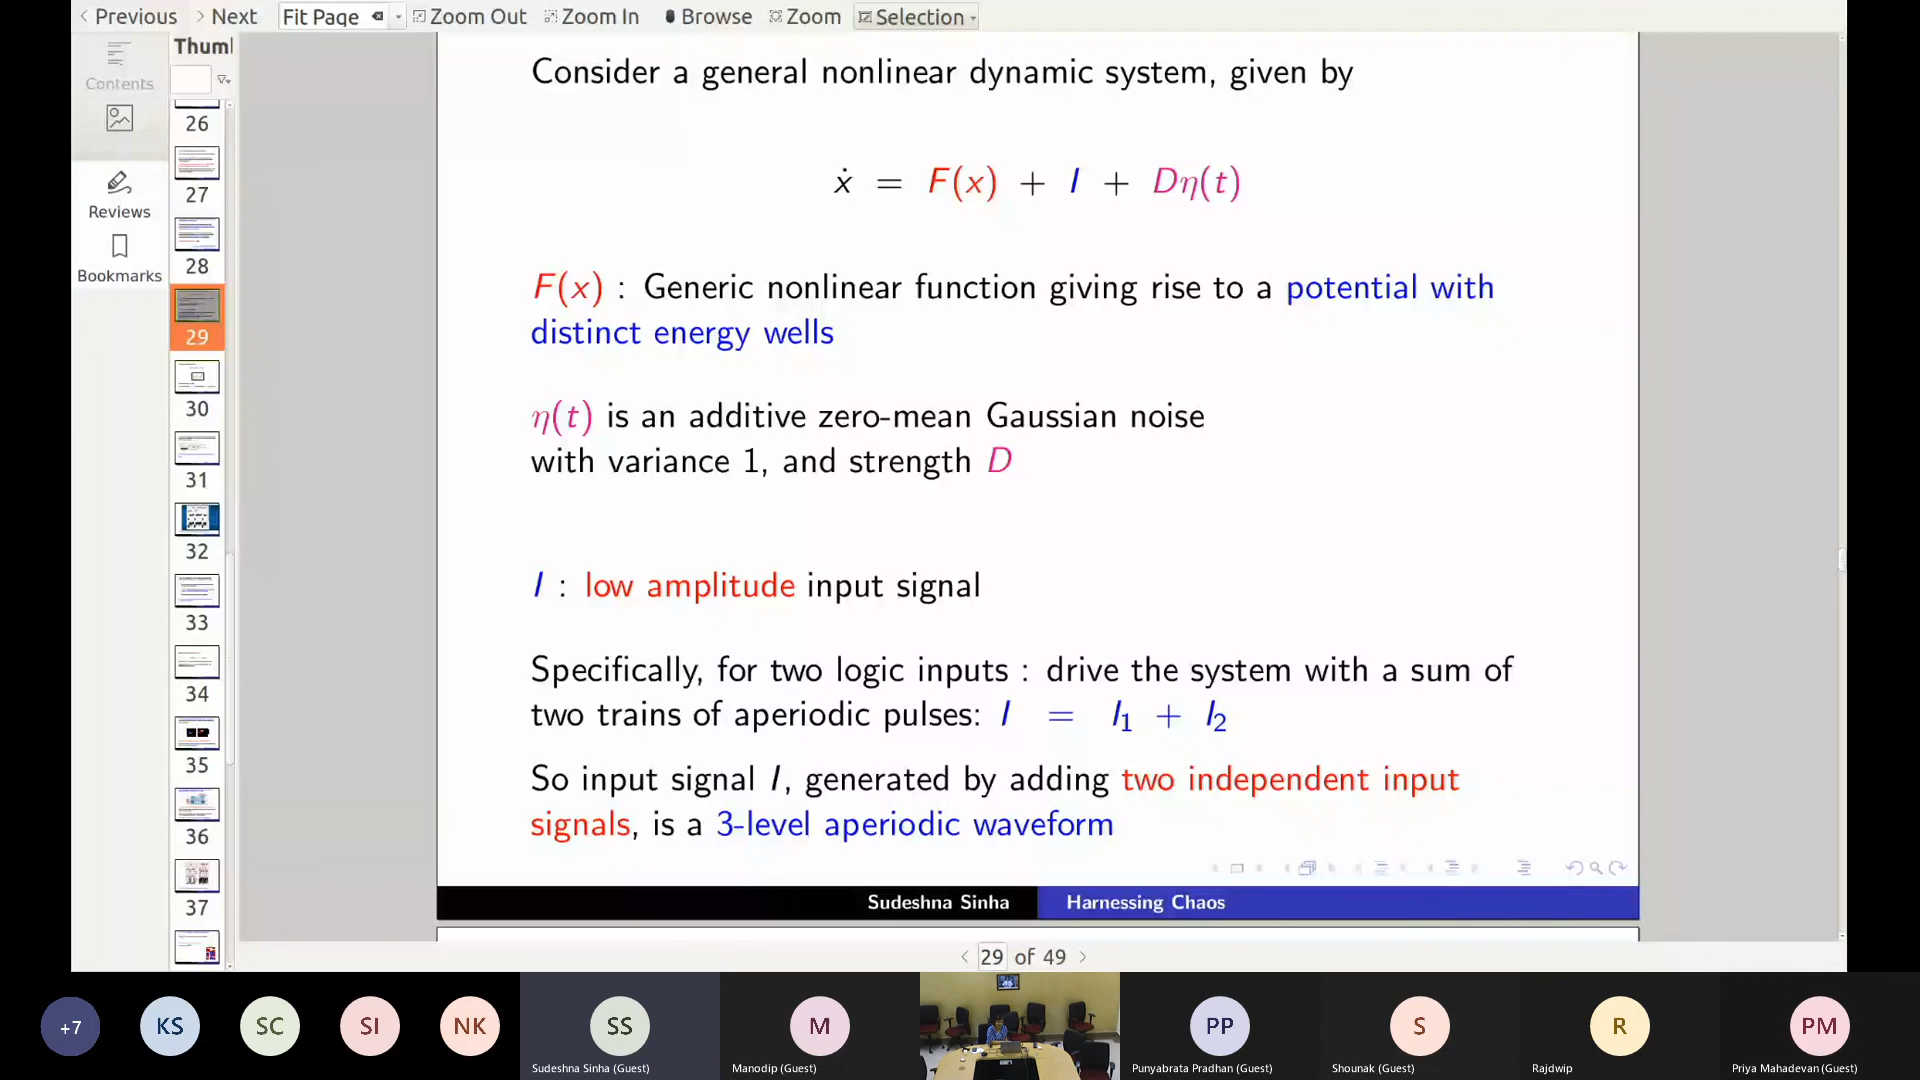 Previous Next Fit Page Zoom Out Zoom In Browse Zoom Selection
Contents
Reviews
Bookmarks
Thuml
26
27
28
29
30
31
32
33
34
35
36
37
Consider a general nonlinear dynamic system, given by
ẋ = F(x) + I + Dη(t)
F(x) : Generic nonlinear function giving rise to a potential with
distinct energy wells
η(t) is an additive zero-mean Gaussian noise
with variance 1, and strength D
I : low amplitude input signal
Specifically, for two logic inputs : drive the system with a sum of
two trains of aperiodic pulses: I = I₁ + I₂
So input signal I, generated by adding two independent input
signals, is a 3-level aperiodic waveform
Sudeshna Sinha Harnessing Chaos
29 of 49
+7 KS SC SI NK SS M PP S R PM
Sudeshna Sinha (Guest) Manodip (Guest) Punyabrata Pradhan (Guest) Shounak (Guest) Rajdwip Priya Mahadevan (Guest)